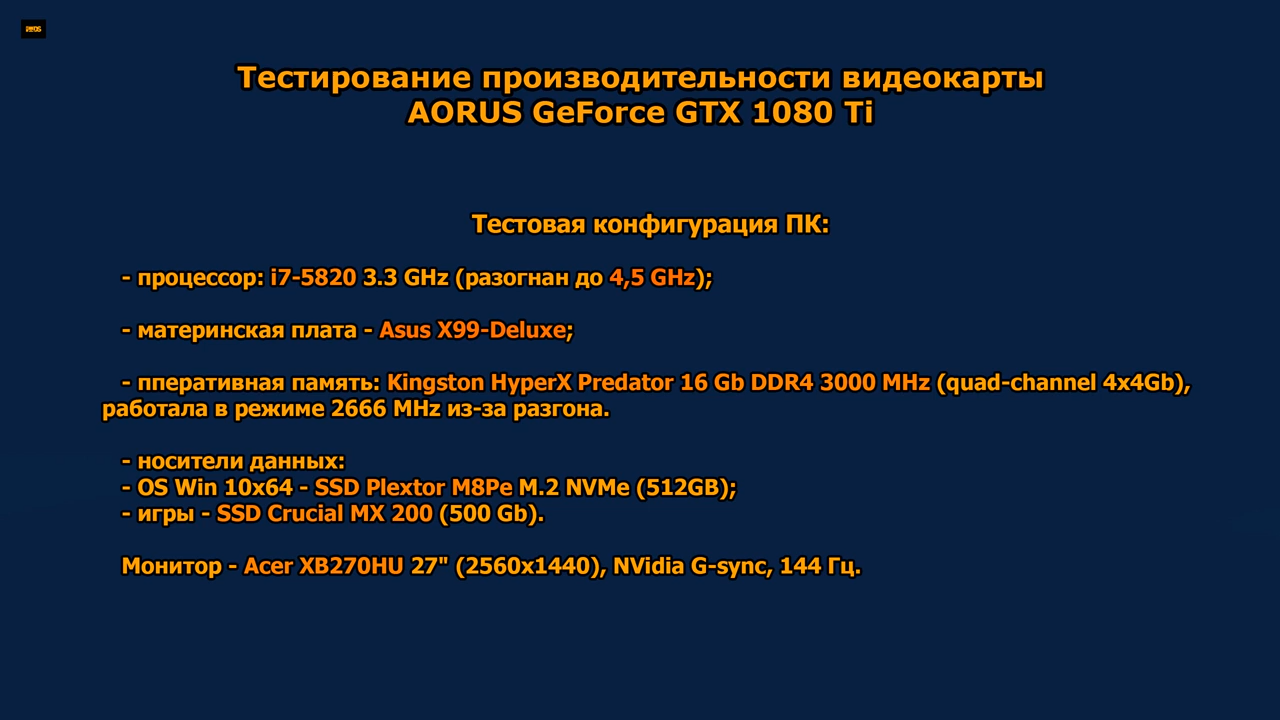 Тестирование производительности видеокарты
AORUS GeForce GTX 1080 Ti
Тестовая конфигурация ПК:
- процессор: i7-5820 3.3 GHz (разогнан до 4,5 GHz);
- материнская плата - Asus X99-Deluxe;
- пперативная память: Kingston HyperX Predator 16 Gb DDR4 3000 MHz (quad-channel 4x4Gb),
работала в режиме 2666 MHz из-за разгона.
- носители данных:
- OS Win 10x64 - SSD Plextor M8Pe M.2 NVMe (512GB);
- игры - SSD Crucial MX 200 (500 Gb).
Монитор - Acer XB270HU 27" (2560x1440), NVidia G-sync, 144 Гц.